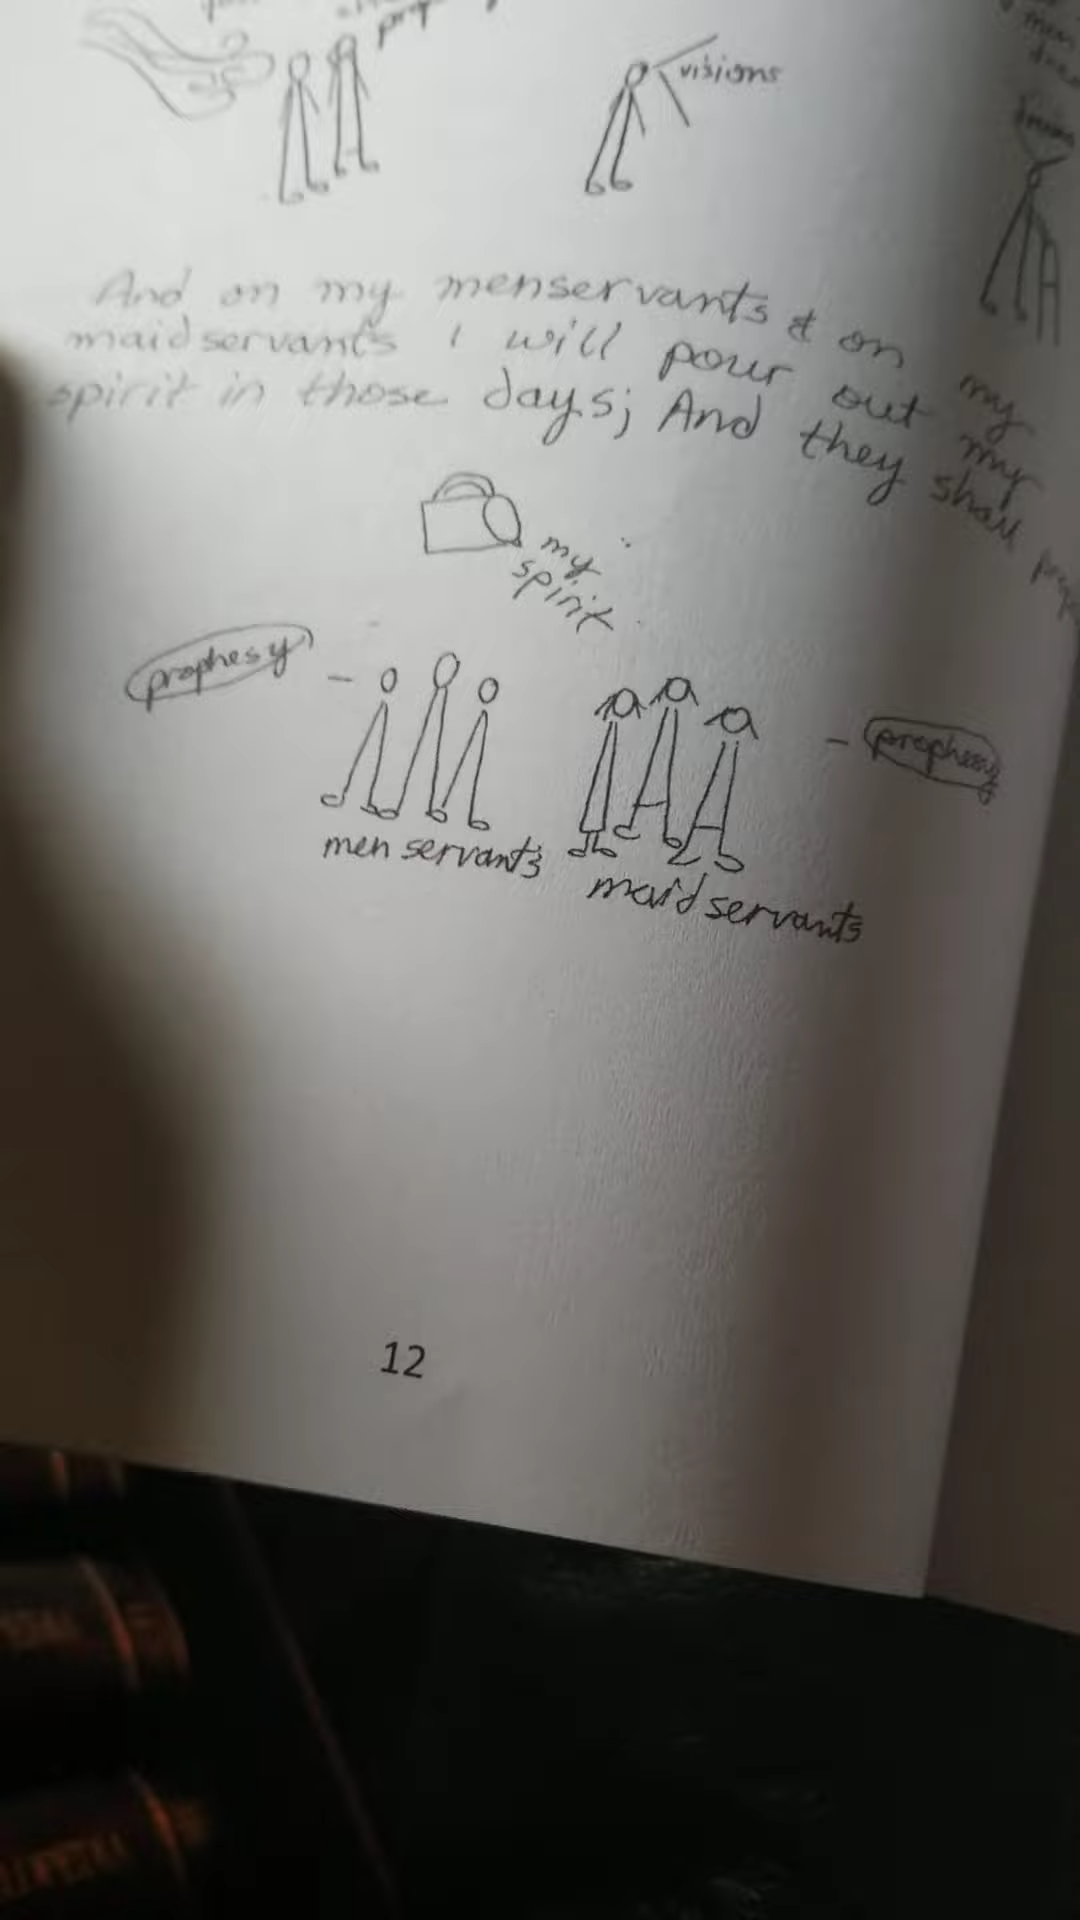 visions
And on my menservants & on my
maidservants I will pour out my
spirit in those days; And they shall
my
spirit
prophesy
prophesy
men servants
maid servants
12